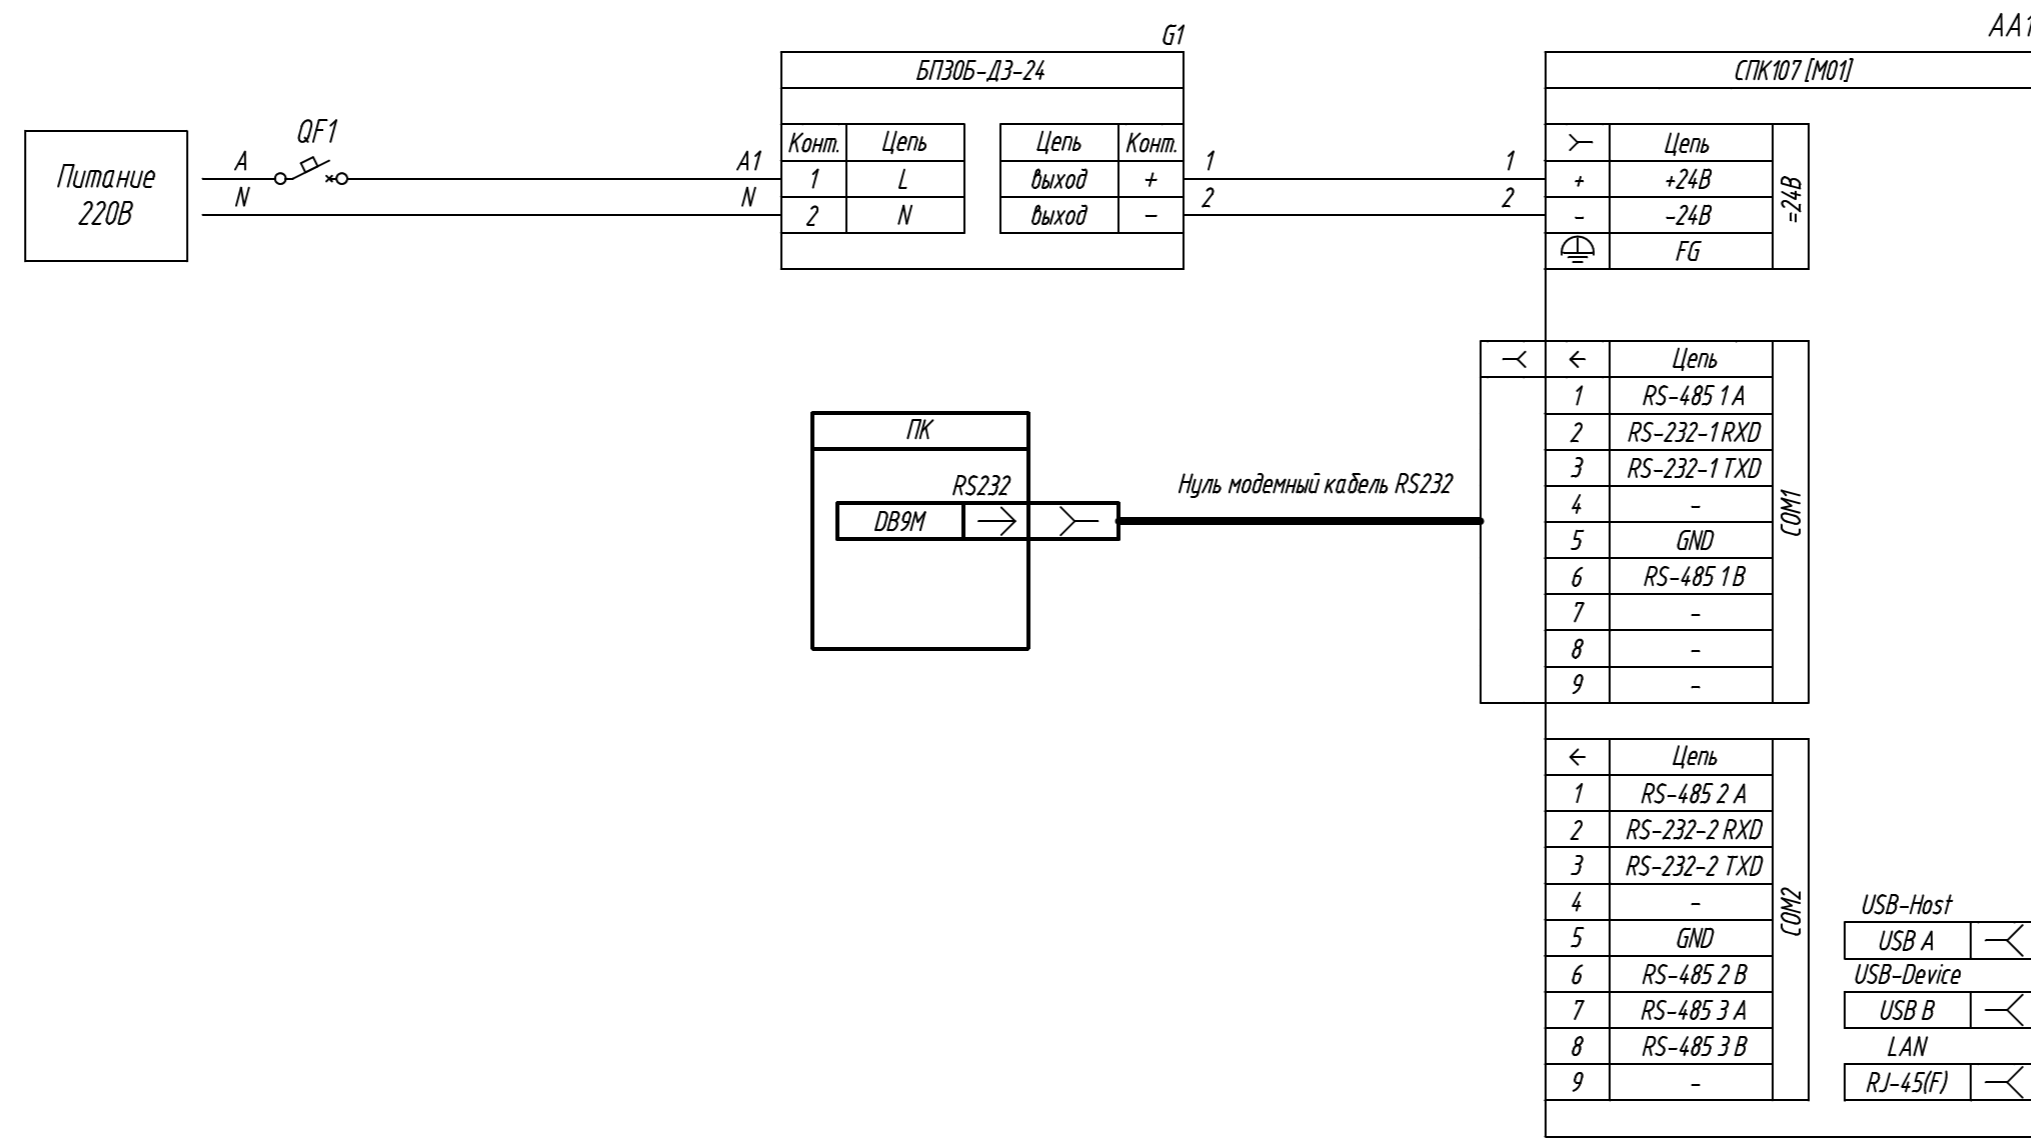 G1
AA1
БП30Б-Д3-24
СПК107 [М01]
Питание
220В
A
QF1
A1
N
N
Конт. Цепь
1 L
2 N
Цепь Конт.
выход +
выход –
1
2
1
2
Цепь
+ +24В
- -24В
FG
=24В
ПК
RS232
DB9M
Нуль модемный кабель RS232
Цепь
1 RS-485 1 A
2 RS-232-1 RXD
3 RS-232-1 TXD
4 -
5 GND
6 RS-485 1 B
7 -
8 -
9 -
COM1
Цепь
1 RS-485 2 A
2 RS-232-2 RXD
3 RS-232-2 TXD
4 -
5 GND
6 RS-485 2 B
7 RS-485 3 A
8 RS-485 3 B
9 -
COM2
USB-Host
USB A
USB-Device
USB B
LAN
RJ-45(F)